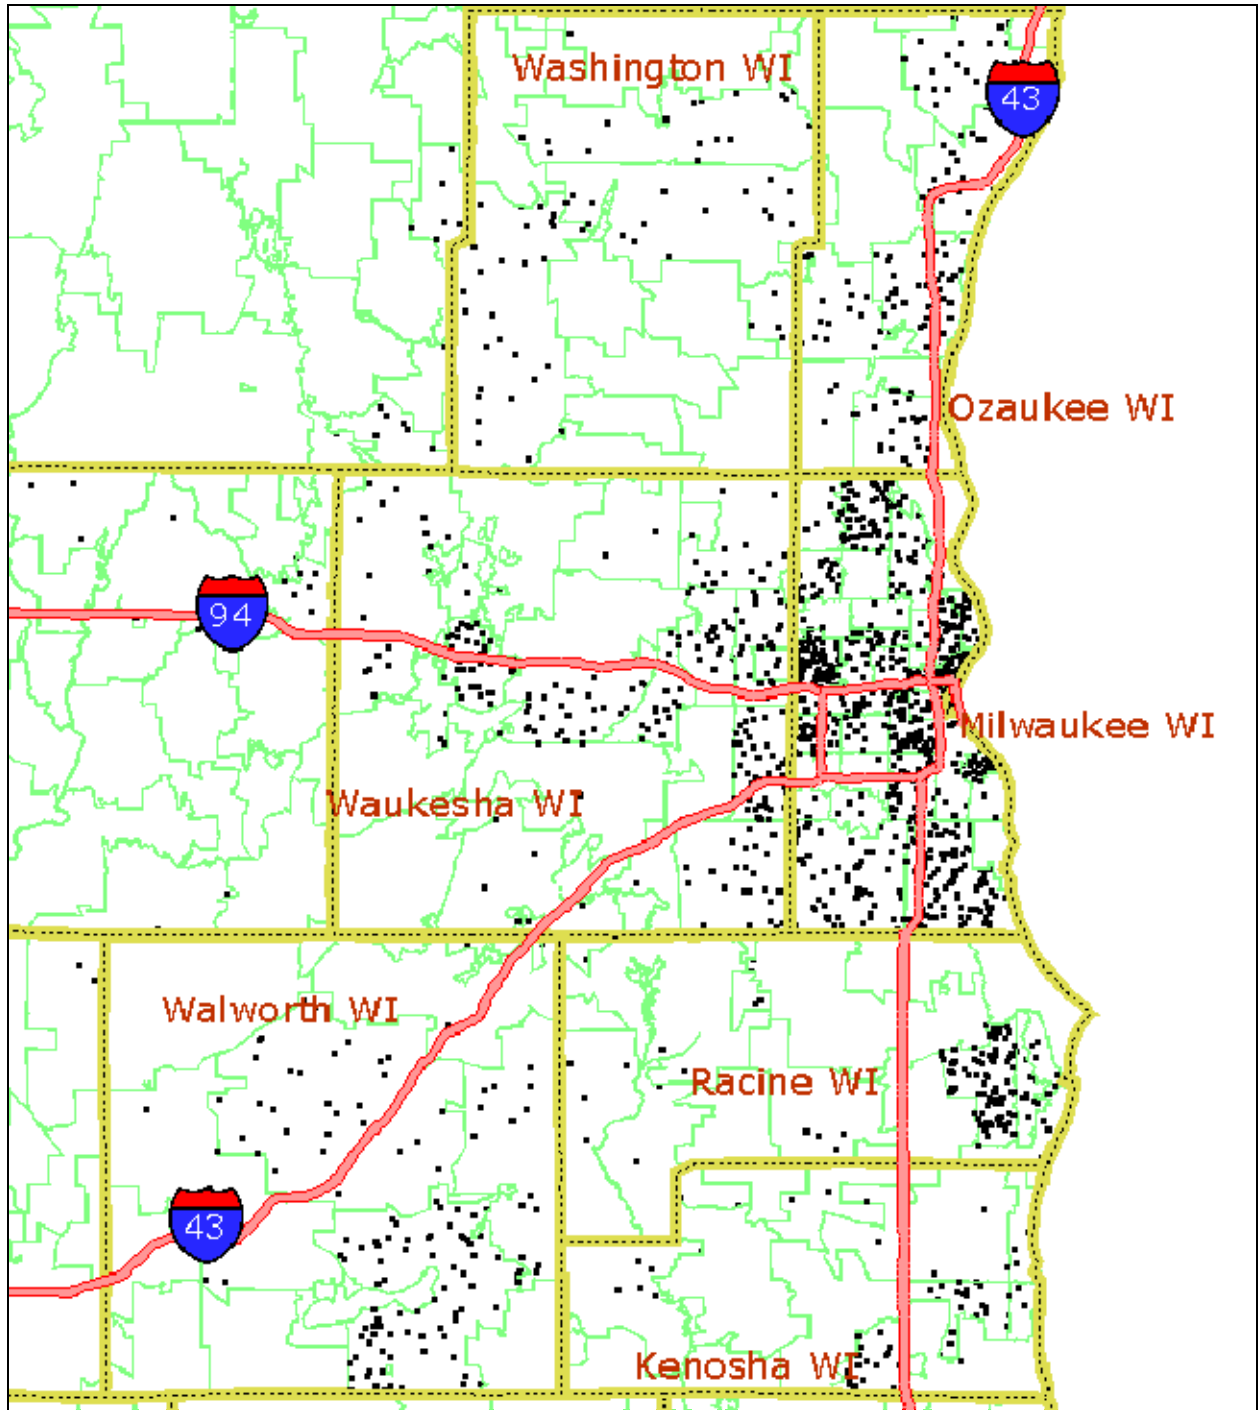 Washington WI
43
Ozaukee WI
94
Milwaukee WI
Waukesha WI
Walworth WI
Racine WI
43
Kenosha WI